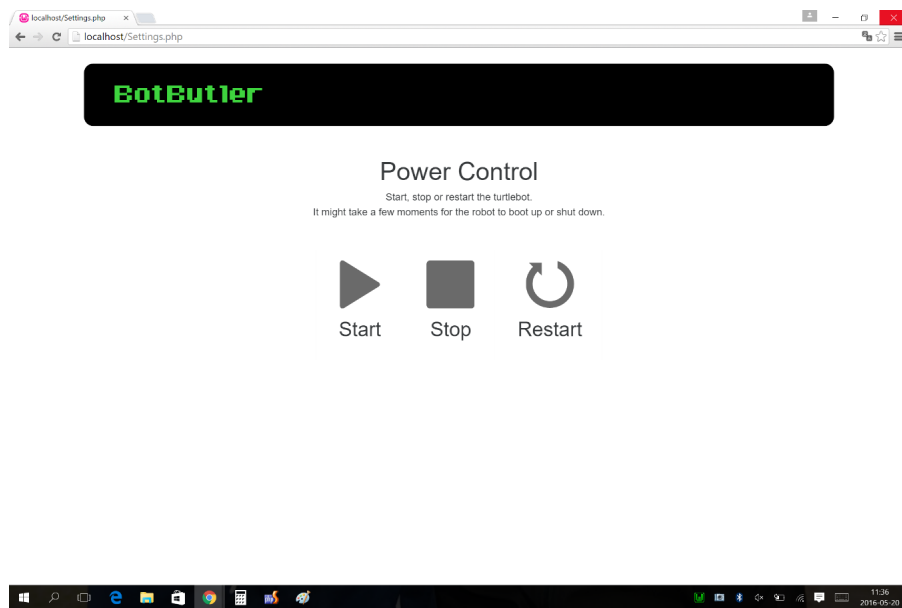 localhost/Settings.php
localhost/Settings.php
BotButler
Power Control
Start, stop or restart the turtlebot.
It might take a few moments for the robot to boot up or shut down.
Start
Stop
Restart
11:36
2016-05-20